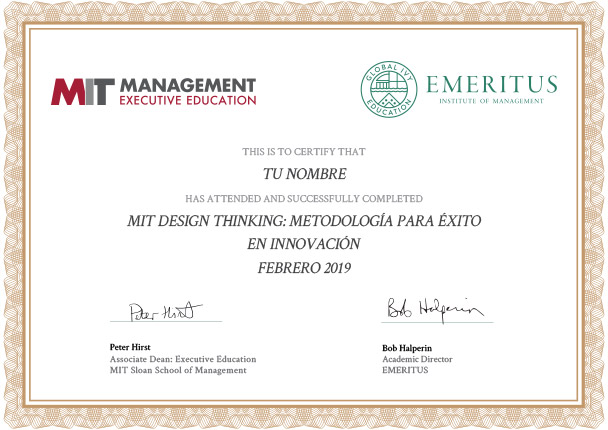 MIT MANAGEMENT
EXECUTIVE EDUCATION
GLOBAL IVY
EDUCATION
EMERITUS
INSTITUTE OF MANAGEMENT
THIS IS TO CERTIFY THAT
TU NOMBRE
HAS ATTENDED AND SUCCESSFULLY COMPLETED
MIT DESIGN THINKING: METODOLOGÍA PARA ÉXITO
EN INNOVACIÓN
FEBRERO 2019
Peter Hirst
Bob Halperin
Peter Hirst
Associate Dean: Executive Education
MIT Sloan School of Management
Bob Halperin
Academic Director
EMERITUS